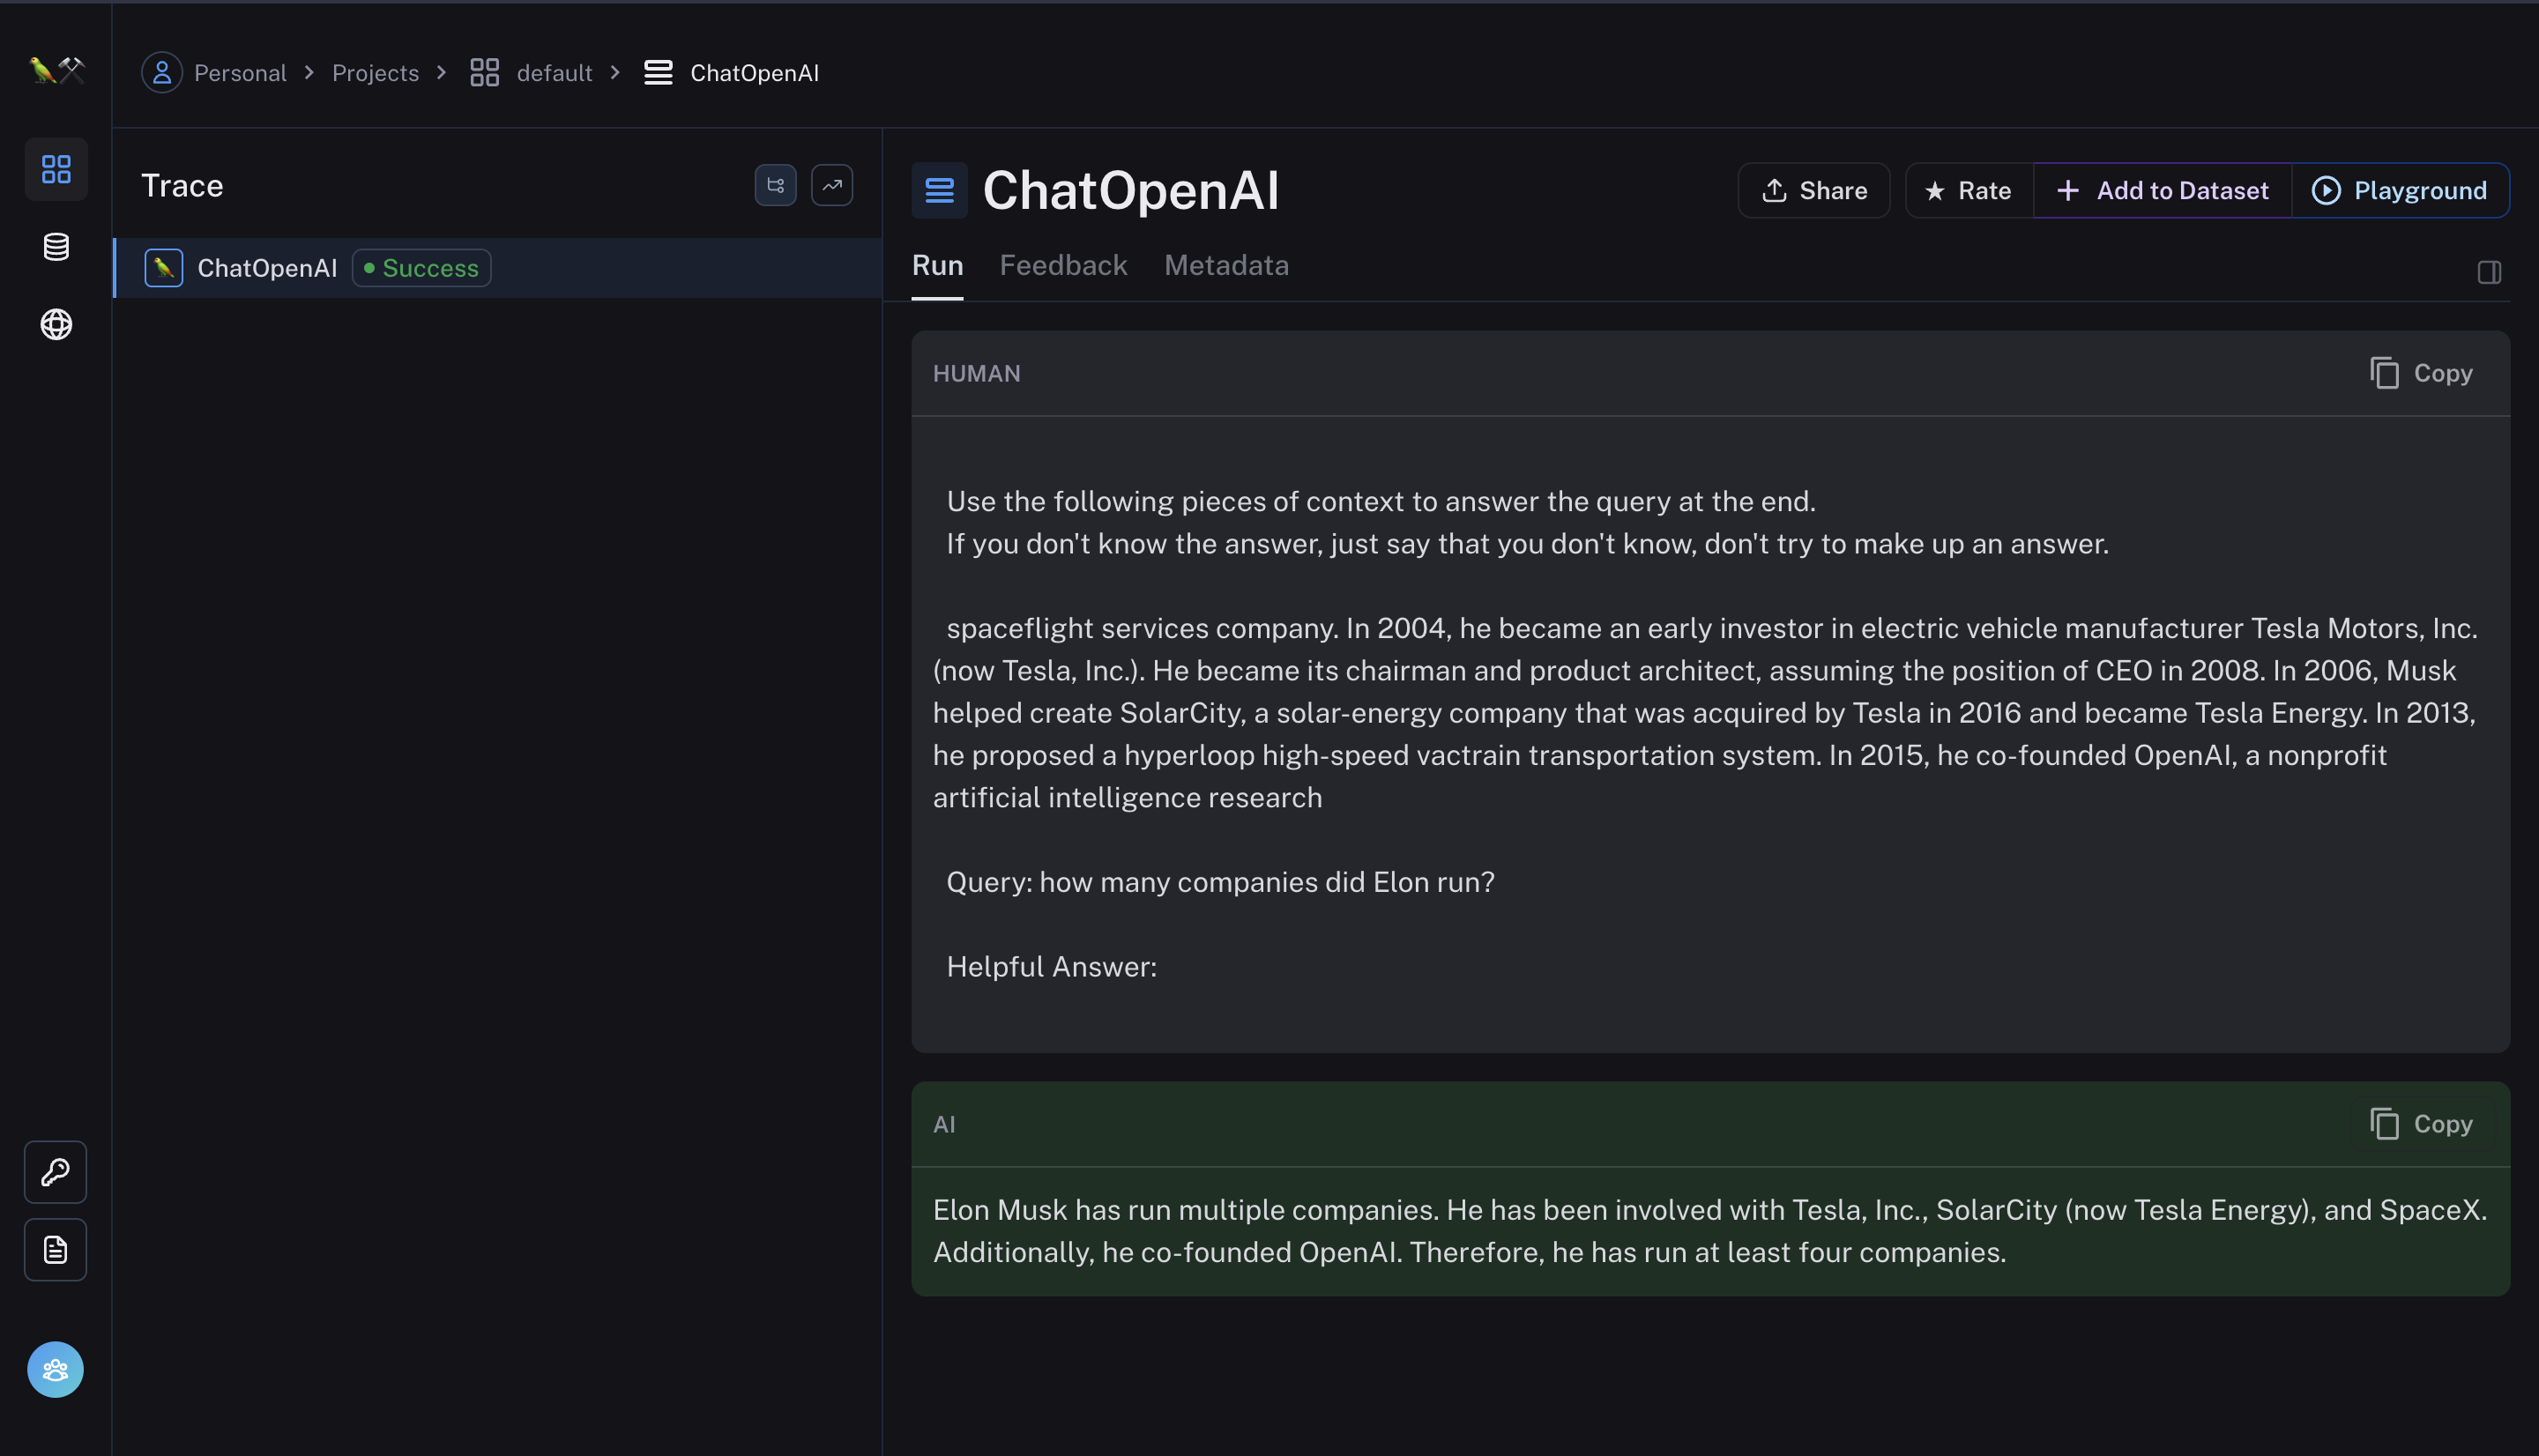 Personal > Projects > default > ChatOpenAI
Trace
ChatOpenAI Success
ChatOpenAI
Share Rate + Add to Dataset Playground
Run Feedback Metadata
HUMAN Copy
Use the following pieces of context to answer the query at the end.
If you don't know the answer, just say that you don't know, don't try to make up an answer.
spaceflight services company. In 2004, he became an early investor in electric vehicle manufacturer Tesla Motors, Inc.
(now Tesla, Inc.). He became its chairman and product architect, assuming the position of CEO in 2008. In 2006, Musk
helped create SolarCity, a solar-energy company that was acquired by Tesla in 2016 and became Tesla Energy. In 2013,
he proposed a hyperloop high-speed vactrain transportation system. In 2015, he co-founded OpenAI, a nonprofit
artificial intelligence research
Query: how many companies did Elon run?
Helpful Answer:
AI Copy
Elon Musk has run multiple companies. He has been involved with Tesla, Inc., SolarCity (now Tesla Energy), and SpaceX.
Additionally, he co-founded OpenAI. Therefore, he has run at least four companies.